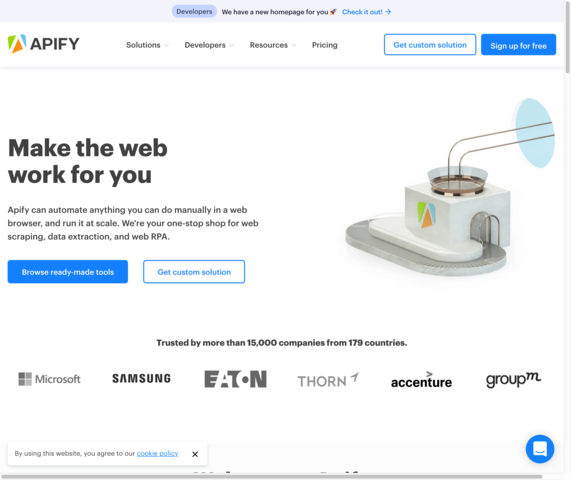 Developers We have a new homepage for you 🚀 Check it out! →
APIFY Solutions Developers Resources Pricing Get custom solution Sign up for free
Make the web
work for you
Apify can automate anything you can do manually in a web
browser, and run it at scale. We're your one-stop shop for web
scraping, data extraction, and web RPA.
Browse ready-made tools Get custom solution
Trusted by more than 15,000 companies from 179 countries.
Microsoft SAMSUNG EATON THORN accenture groupm
By using this website, you agree to our cookie policy